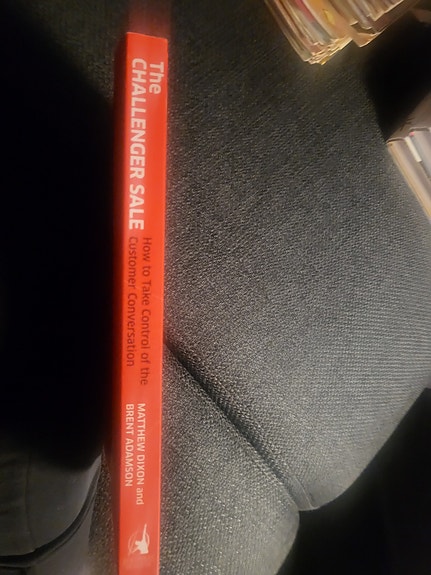 The
CHALLENGER SALE
How to Take Control of the
Customer Conversation
MATTHEW DIXON and
BRENT ADAMSON